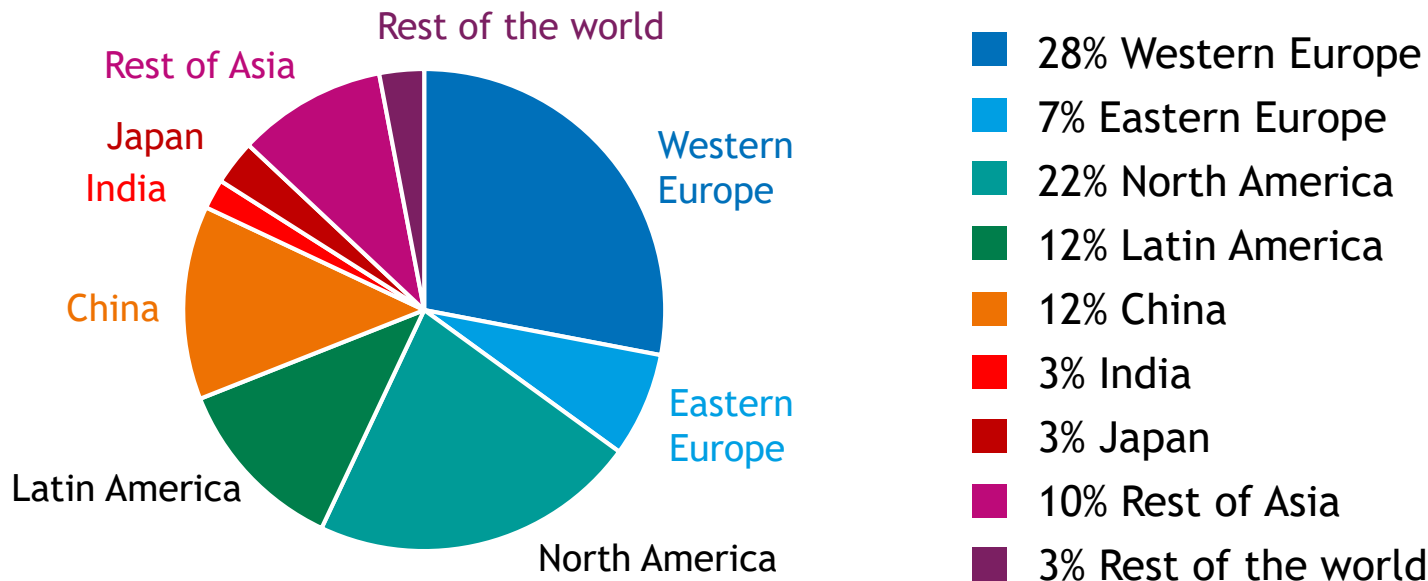 Rest of the world
Rest of Asia
Japan
India
China
Latin America
Western
Europe
Eastern
Europe
North America
28% Western Europe
7% Eastern Europe
22% North America
12% Latin America
12% China
3% India
3% Japan
10% Rest of Asia
3% Rest of the world